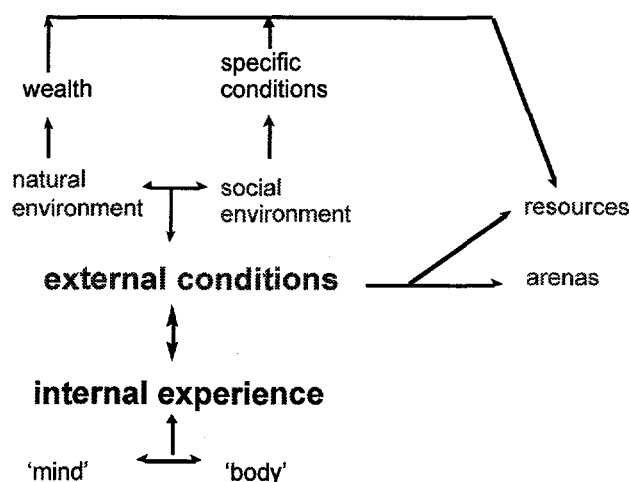 specific
conditions
wealth
natural
environment
social
environment
resources
external conditions
arenas
internal experience
'mind'
'body'